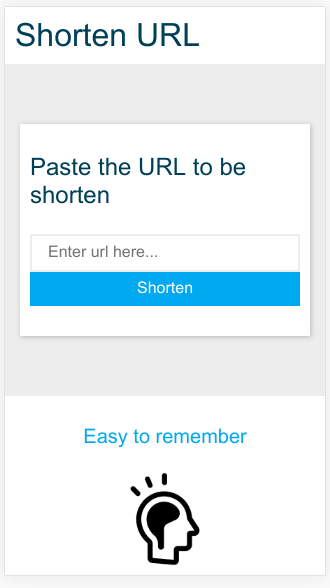 Shorten URL
Paste the URL to be
shorten
Enter url here...
Shorten
Easy to remember